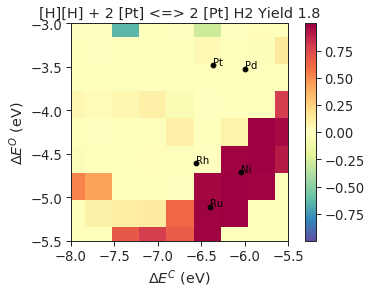 [H][H] + 2 [Pt] <=> 2 [Pt] H2 Yield 1.8
−3.0
−3.5
−4.0
−4.5
−5.0
−5.5
ΔE^O (eV)
Pt
Pd
Rh
Ni
Ru
−8.0 −7.5 −7.0 −6.5 −6.0 −5.5
ΔE^C (eV)
0.75
0.50
0.25
0.00
−0.25
−0.50
−0.75